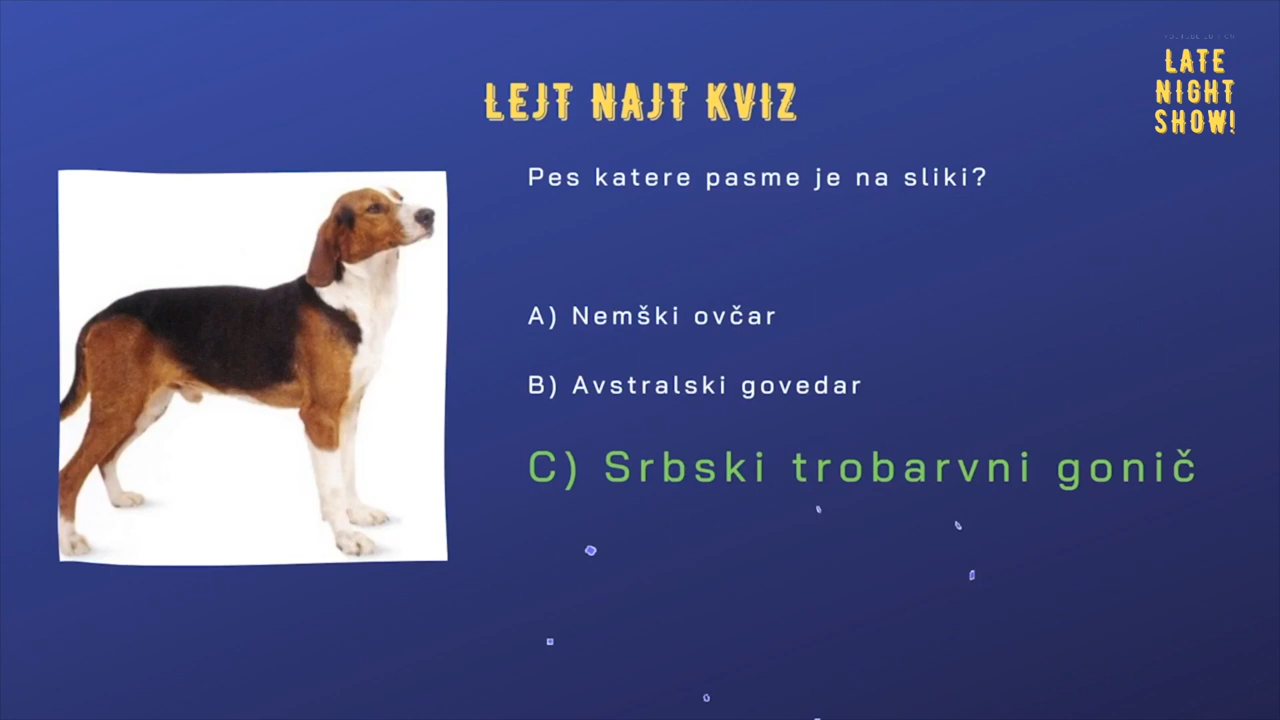 LATE
NIGHT
SHOW!
LEJT NAJT KVIZ
Pes katere pasme je na sliki?
A) Nemški ovčar
B) Avstralski govedar
C) Srbski trobarvni gonič